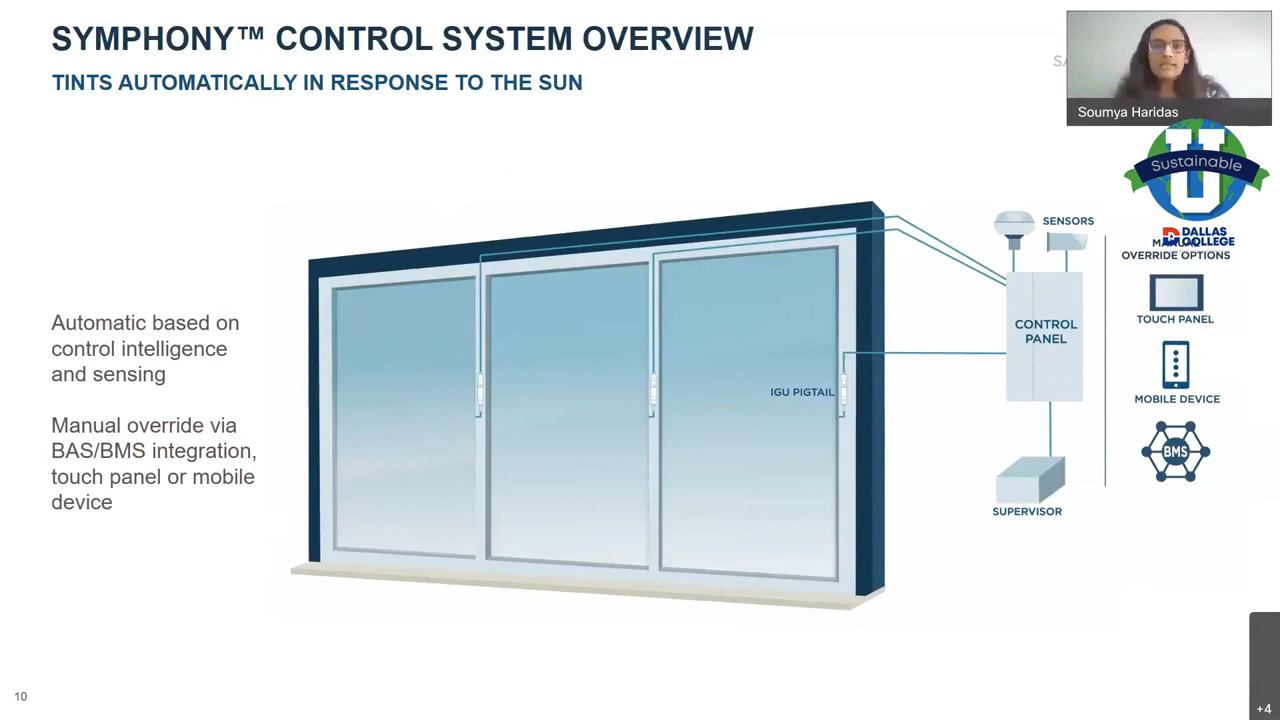 SYMPHONY™ CONTROL SYSTEM OVERVIEW
TINTS AUTOMATICALLY IN RESPONSE TO THE SUN
SA
Soumya Haridas
Sustainable
U
DALLAS
COLLEGE
SENSORS
OVERRIDE OPTIONS
CONTROL
PANEL
TOUCH PANEL
MOBILE DEVICE
BMS
SUPERVISOR
IGU PIGTAIL
Automatic based on
control intelligence
and sensing
Manual override via
BAS/BMS integration,
touch panel or mobile
device
10
+4